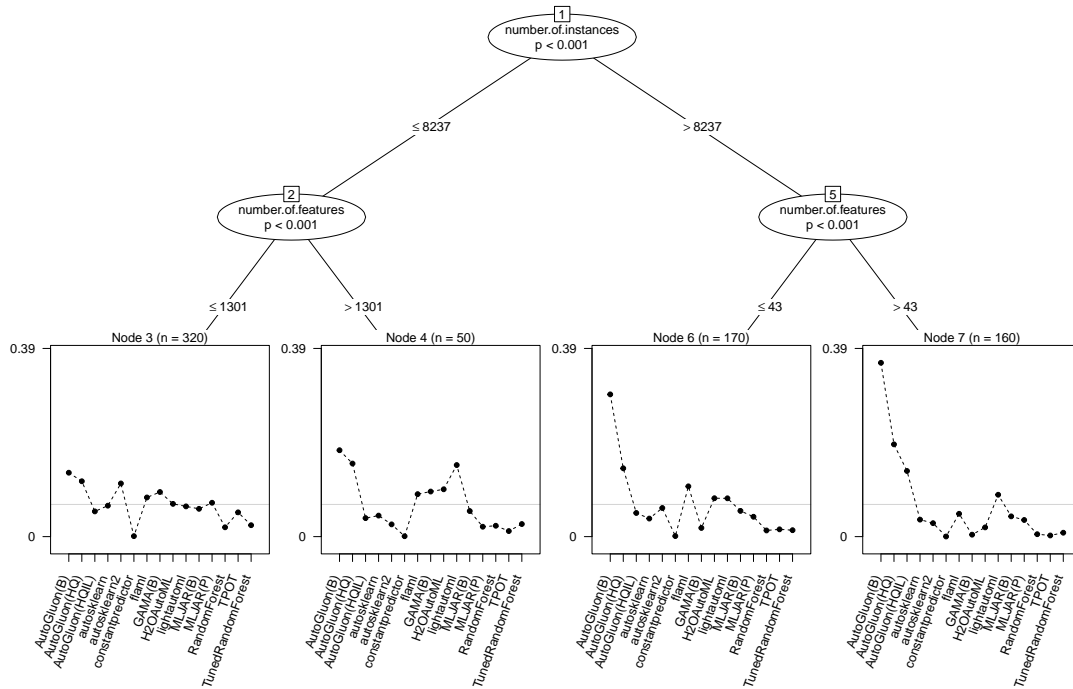 1
number.of.instances
p < 0.001
≤ 8237
> 8237
2
number.of.features
p < 0.001
5
number.of.features
p < 0.001
≤ 1301
> 1301
≤ 43
> 43
Node 3 (n = 320)
0.39
0
AutoGluon(B)
AutoGluon(HQ)
AutoGluon(HQIL)
autosklearn
autosklearn2
constantpredictor
flaml
GAMA(B)
H2OAutoML
lightautoml
MLJAR(B)
MLJAR(P)
RandomForest
TPOT
TunedRandomForest
Node 4 (n = 50)
0.39
0
AutoGluon(B)
AutoGluon(HQ)
AutoGluon(HQIL)
autosklearn
autosklearn2
constantpredictor
flaml
GAMA(B)
H2OAutoML
lightautoml
MLJAR(B)
MLJAR(P)
RandomForest
TPOT
TunedRandomForest
Node 6 (n = 170)
0.39
0
AutoGluon(B)
AutoGluon(HQ)
AutoGluon(HQIL)
autosklearn
autosklearn2
constantpredictor
flaml
GAMA(B)
H2OAutoML
lightautoml
MLJAR(B)
MLJAR(P)
RandomForest
TPOT
TunedRandomForest
Node 7 (n = 160)
0.39
0
AutoGluon(B)
AutoGluon(HQ)
AutoGluon(HQIL)
autosklearn
autosklearn2
constantpredictor
flaml
GAMA(B)
H2OAutoML
lightautoml
MLJAR(B)
MLJAR(P)
RandomForest
TPOT
TunedRandomForest